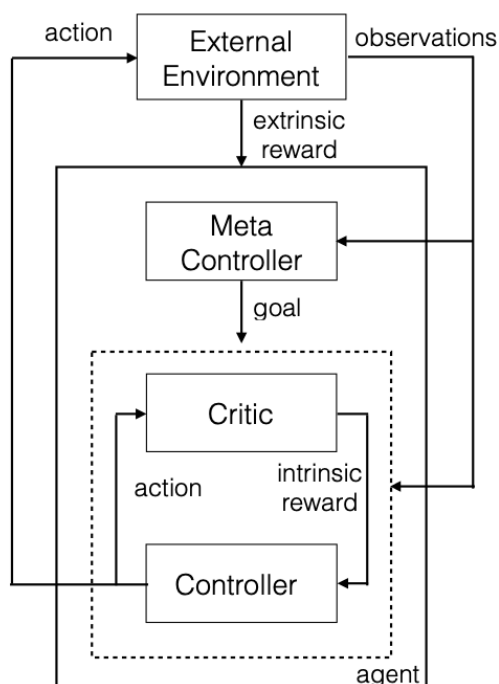 action
External
Environment
observations
extrinsic
reward
Meta
Controller
goal
Critic
action
intrinsic
reward
Controller
agent